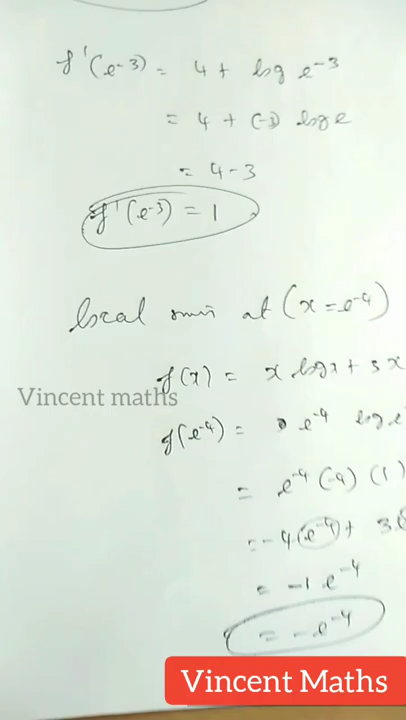 f'(e-3) = 4 + log e-3
= 4 + (-3) log e
= 4 - 3
f'(e-3) = 1
local min at (x = e-4)
f(x) = x log x + 3x
Vincent maths
f(e-4) = e-4 log e
= e-4 (-4) (1)
= -4(e-4) + 3.e
= -1 e-4
= -e-4
Vincent Maths